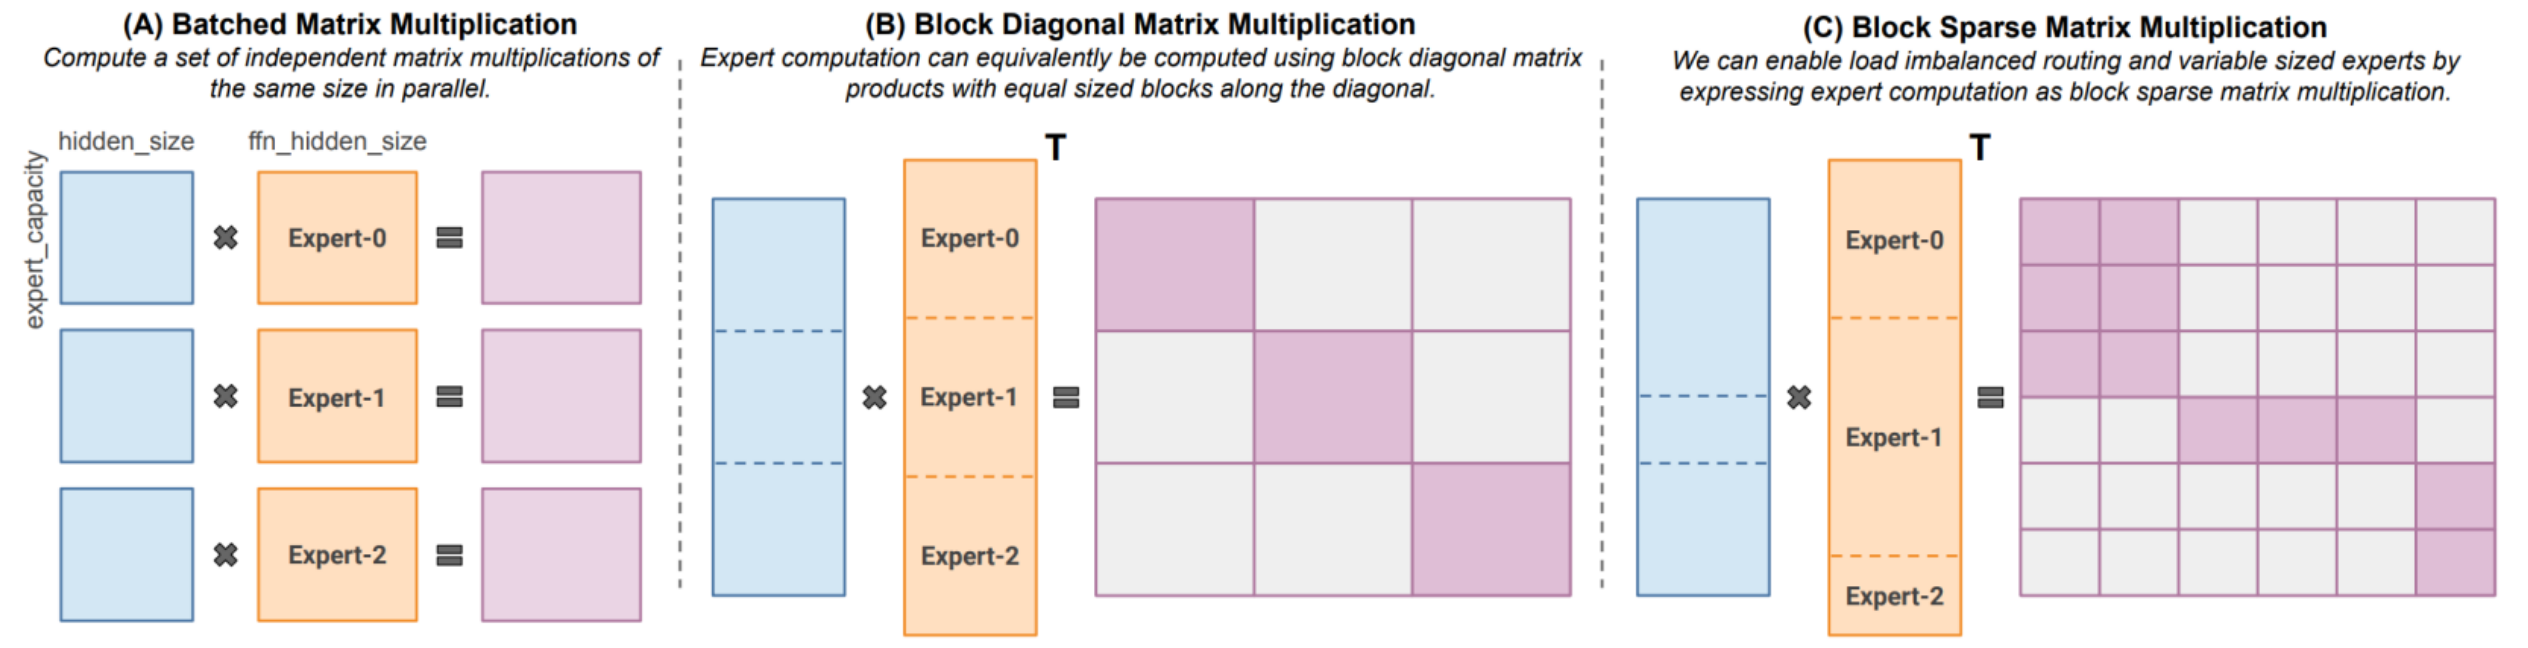 (A) Batched Matrix Multiplication
Compute a set of independent matrix multiplications of
the same size in parallel.
hidden_size
ffn_hidden_size
expert_capacity
Expert-0
Expert-1
Expert-2
(B) Block Diagonal Matrix Multiplication
Expert computation can equivalently be computed using block diagonal matrix
products with equal sized blocks along the diagonal.
T
Expert-0
Expert-1
Expert-2
(C) Block Sparse Matrix Multiplication
We can enable load imbalanced routing and variable sized experts by
expressing expert computation as block sparse matrix multiplication.
T
Expert-0
Expert-1
Expert-2